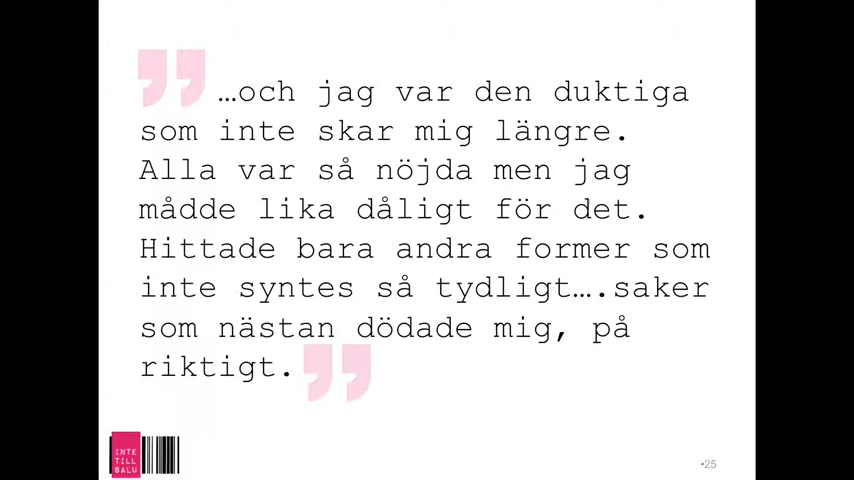 …och jag var den duktiga
som inte skar mig längre.
Alla var så nöjda men jag
mådde lika dåligt för det.
Hittade bara andra former som
inte syntes så tydligt….saker
som nästan dödade mig, på
riktigt.
INTE
TILL
SALU
•25